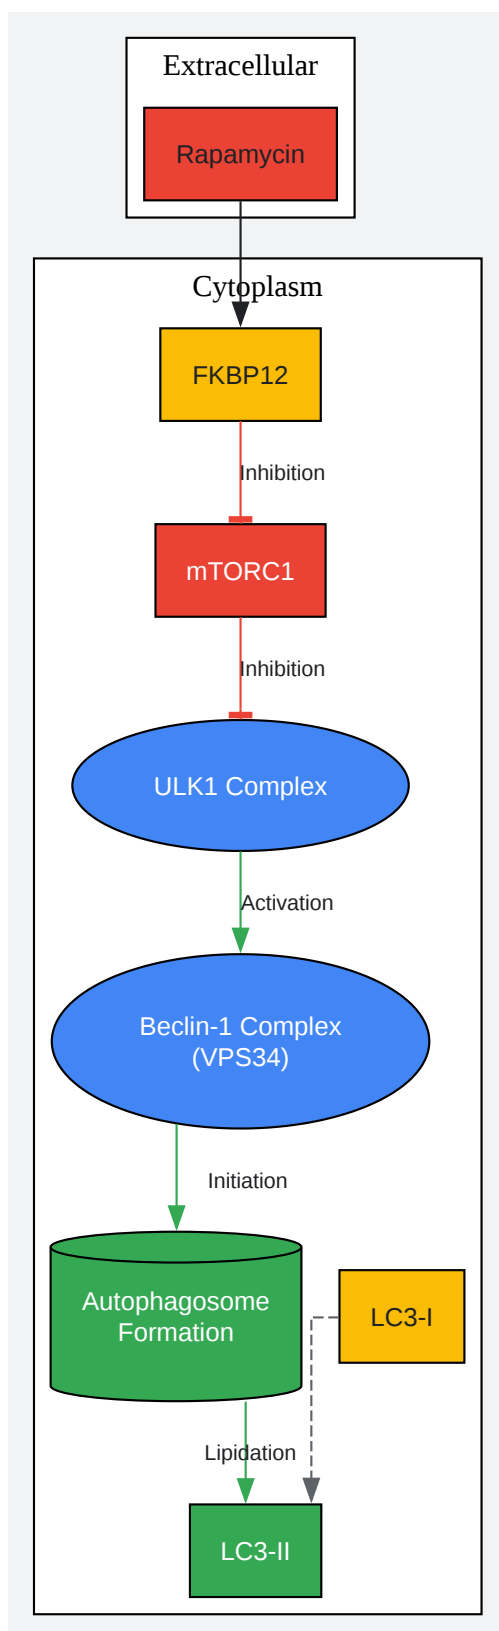 Extracellular
Rapamycin
Cytoplasm
FKBP12
Inhibition
mTORC1
Inhibition
ULK1 Complex
Activation
Beclin-1 Complex
(VPS34)
Initiation
Autophagosome
Formation
LC3-I
Lipidation
LC3-II